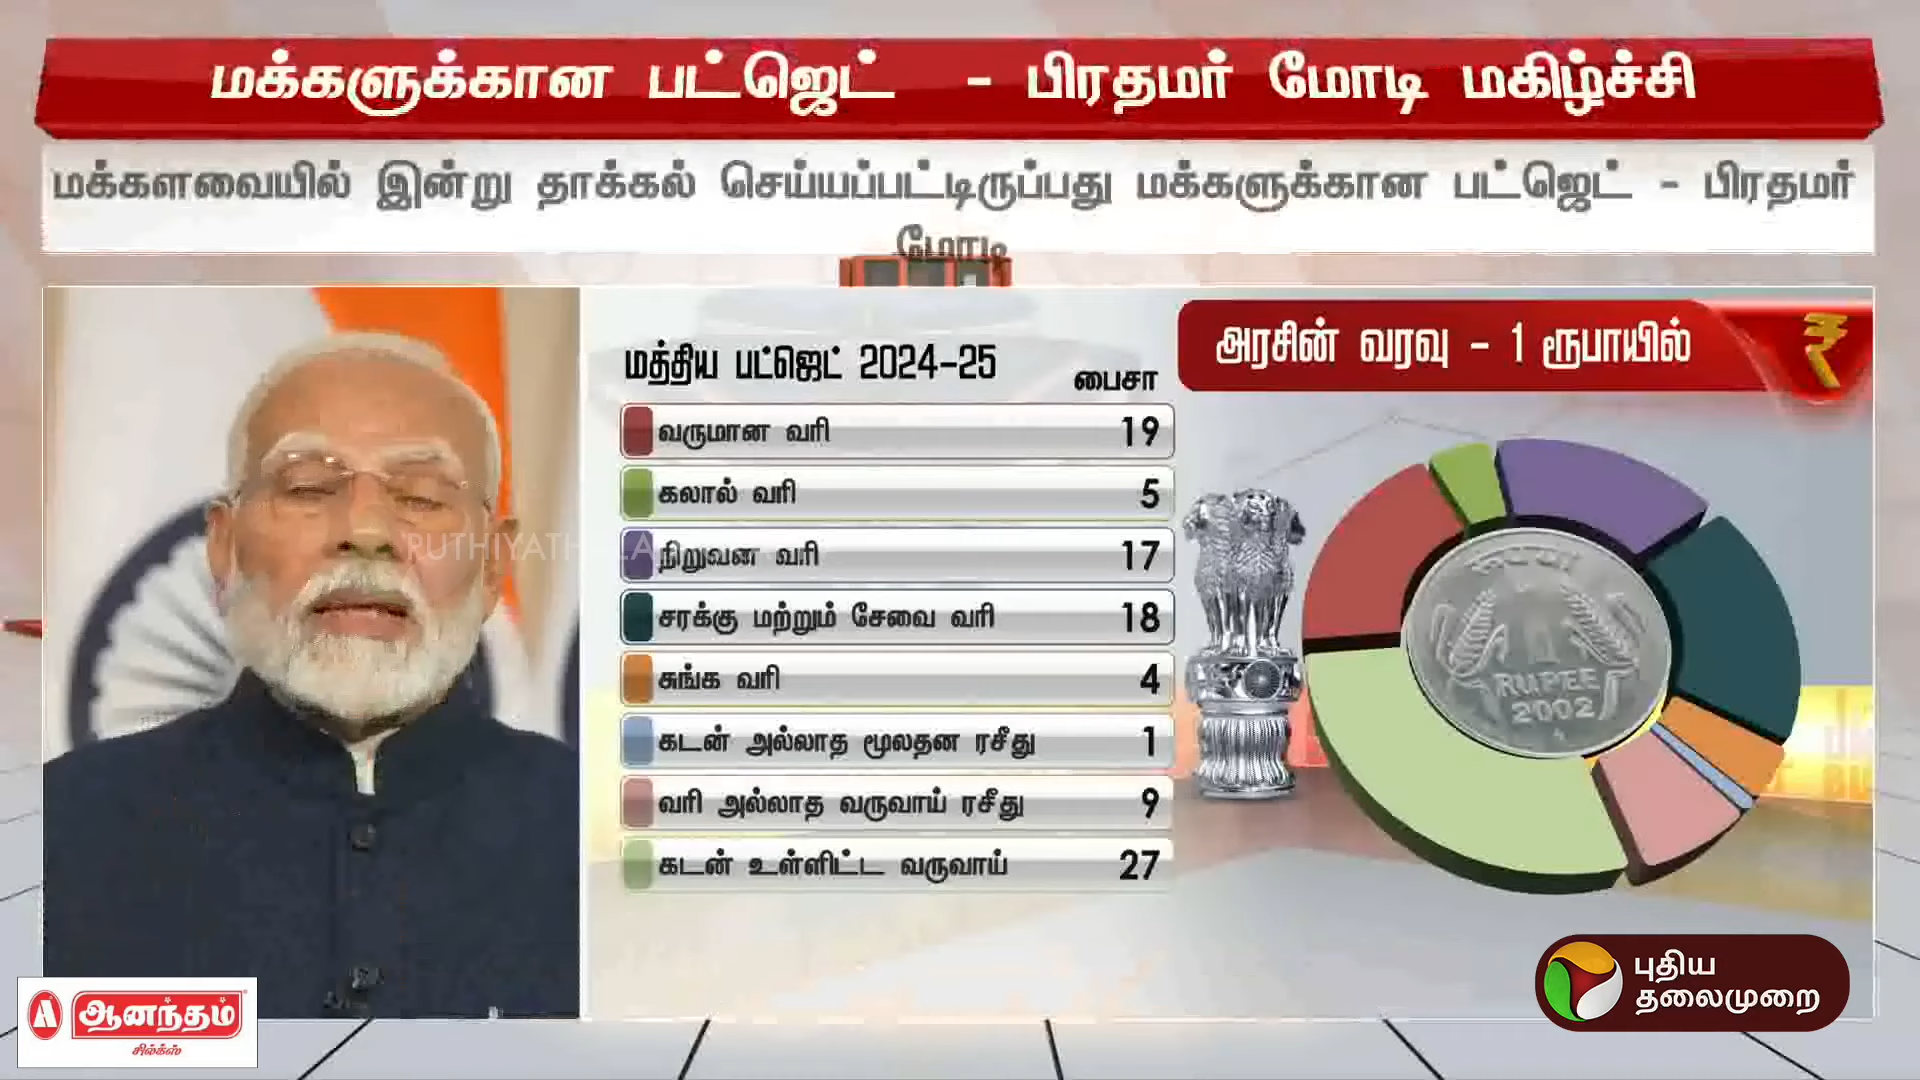 மக்களுக்கான பட்ஜெட் - பிரதமர் மோடி மகிழ்ச்சி
மக்களவையில் இன்று தாக்கல் செய்யப்பட்டிருப்பது மக்களுக்கான பட்ஜெட் - பிரதமர்
மோடி
மத்திய பட்ஜெட் 2024-25
பைசா
வருமான வரி 19
கலால் வரி 5
நிறுவன வரி 17
சரக்கு மற்றும் சேவை வரி 18
சுங்க வரி 4
கடன் அல்லாத மூலதன ரசீது 1
வரி அல்லாத வருவாய் ரசீது 9
கடன் உள்ளிட்ட வருவாய் 27
அரசின் வரவு - 1 ரூபாயில்
₹
RUPEE
2002
A ஆனந்தம்
சில்க்ஸ்
புதிய
தலைமுறை